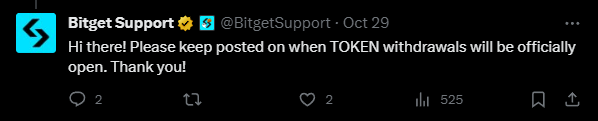 Bitget Support @BitgetSupport · Oct 29
Hi there! Please keep posted on when TOKEN withdrawals will be officially
open. Thank you!
2 2 525